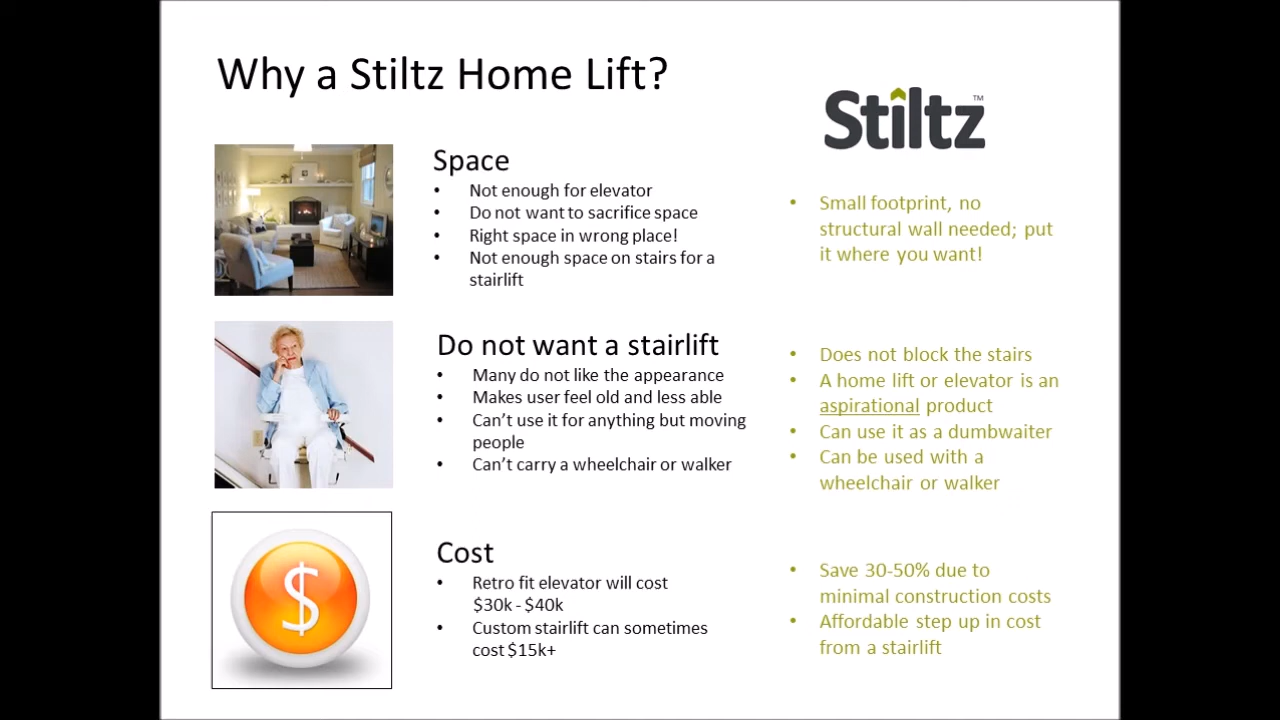 Why a Stiltz Home Lift?
Stiltz™
Space
• Not enough for elevator
• Do not want to sacrifice space
• Right space in wrong place!
• Not enough space on stairs for a
stairlift
• Small footprint, no
structural wall needed; put
it where you want!
Do not want a stairlift
• Many do not like the appearance
• Makes user feel old and less able
• Can't use it for anything but moving
people
• Can't carry a wheelchair or walker
• Does not block the stairs
• A home lift or elevator is an
aspirational product
• Can use it as a dumbwaiter
• Can be used with a
wheelchair or walker
$
Cost
• Retro fit elevator will cost
$30k - $40k
• Custom stairlift can sometimes
cost $15k+
• Save 30-50% due to
minimal construction costs
• Affordable step up in cost
from a stairlift